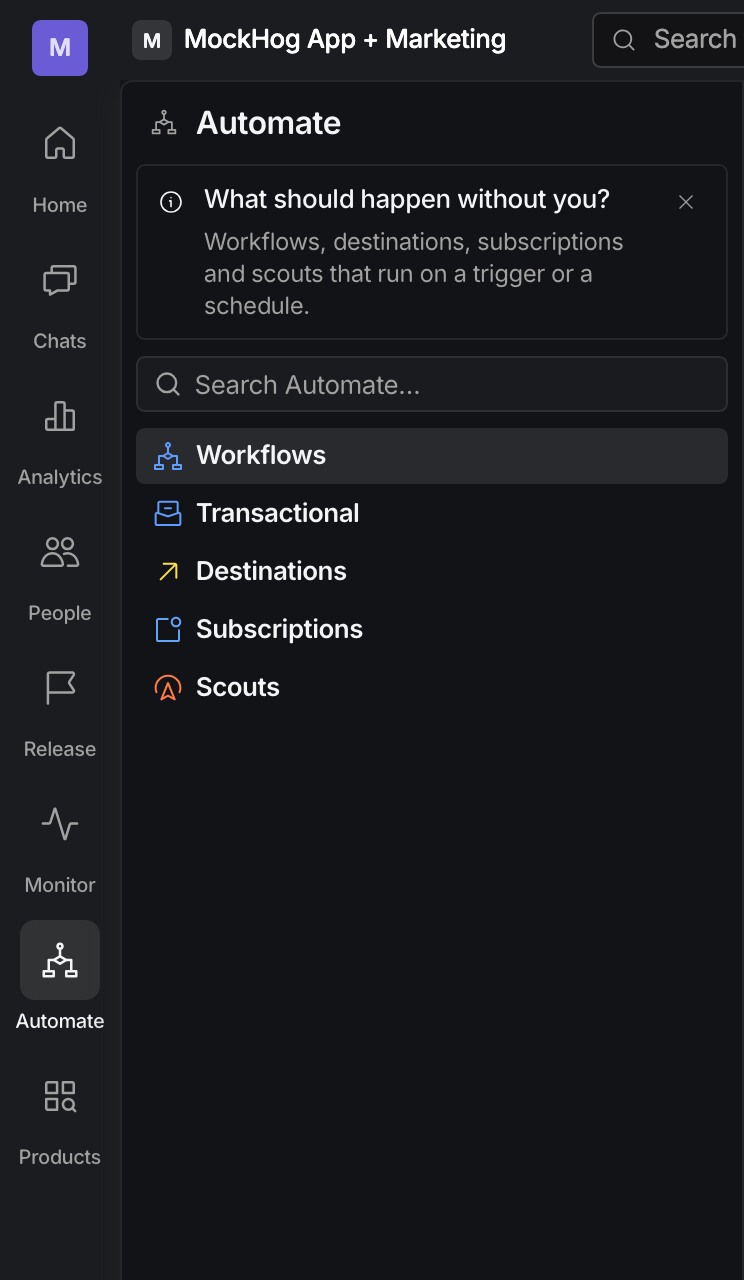 M
M
MockHog App + Marketing
Search
Home
Chats
Analytics
People
Release
Monitor
Automate
Products
Automate
What should happen without you?
Workflows, destinations, subscriptions
and scouts that run on a trigger or a
schedule.
Search Automate...
Workflows
Transactional
Destinations
Subscriptions
Scouts